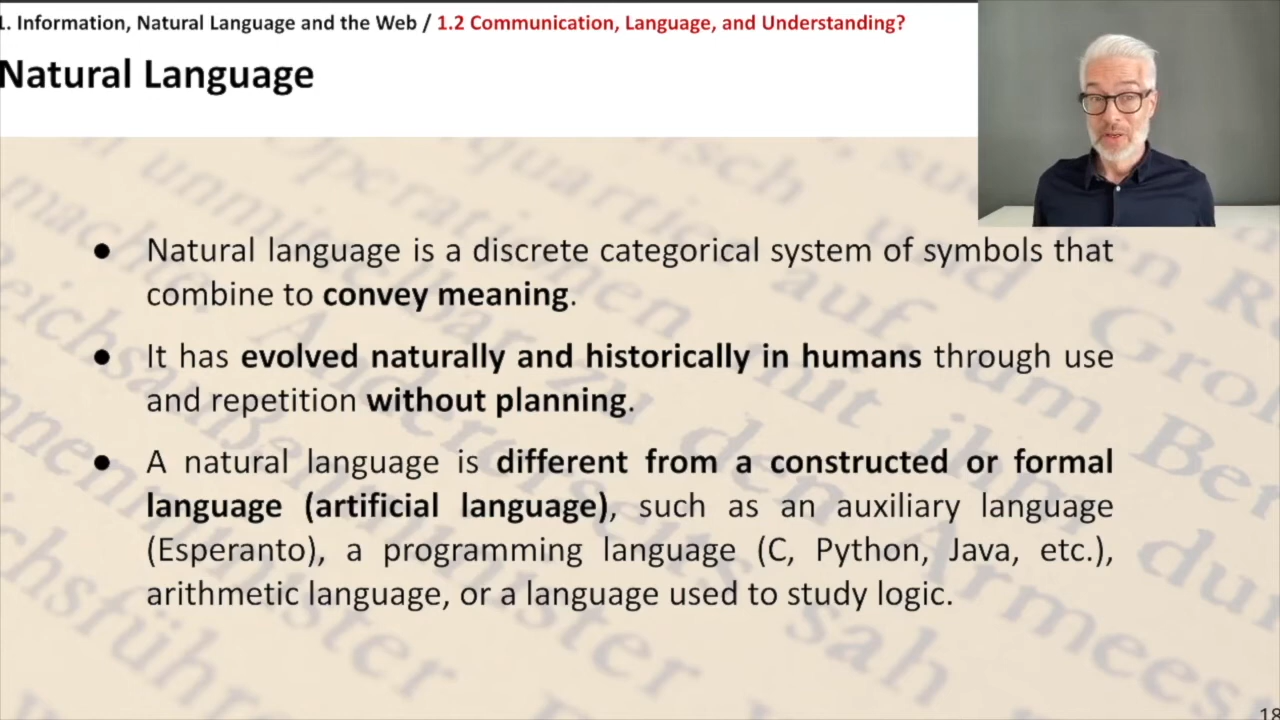 1. Information, Natural Language and the Web / 1.2 Communication, Language, and Understanding?
Natural Language
● Natural language is a discrete categorical system of symbols that
combine to convey meaning.
● It has evolved naturally and historically in humans through use
and repetition without planning.
● A natural language is different from a constructed or formal
language (artificial language), such as an auxiliary language
(Esperanto), a programming language (C, Python, Java, etc.),
arithmetic language, or a language used to study logic.
18